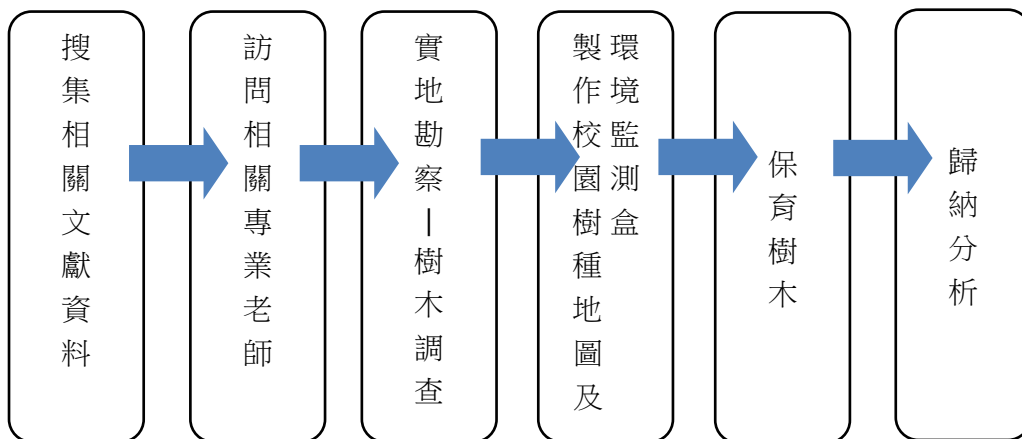 搜集相關文獻資料
訪問相關專業老師
實地勘察—樹木調查
製作校園樹種地圖及
環境監測盒
保育樹木
歸納分析